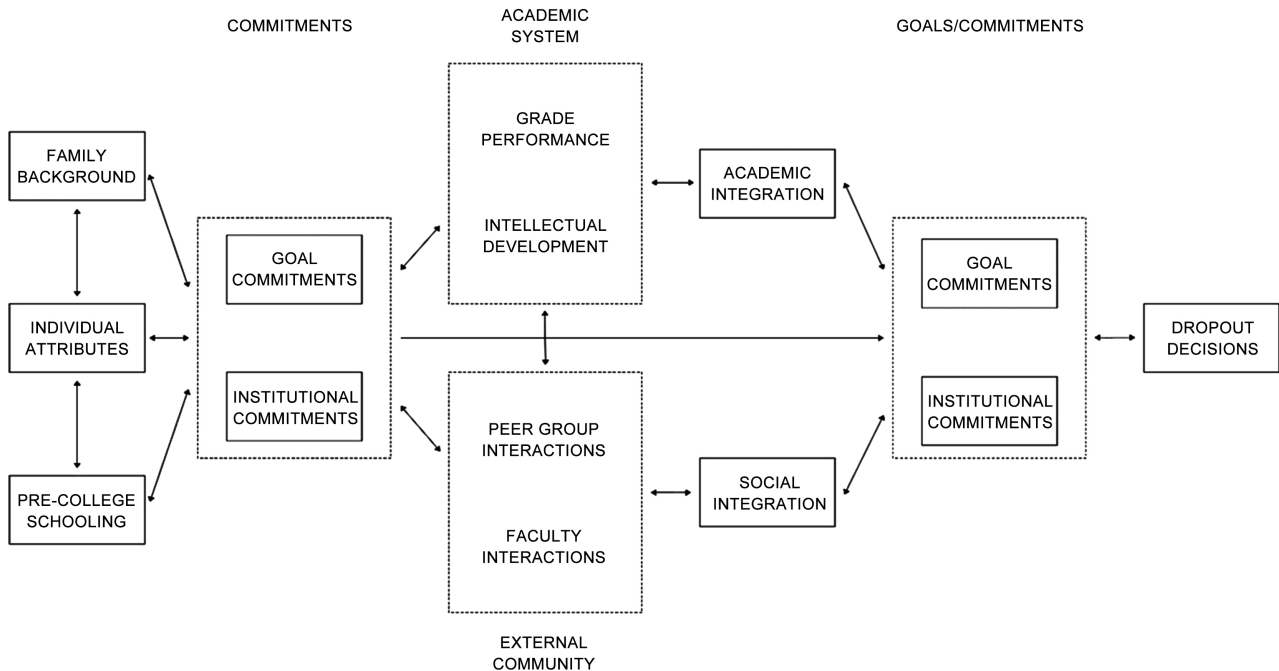 COMMITMENTS
ACADEMIC
SYSTEM
GOALS/COMMITMENTS
FAMILY
BACKGROUND
INDIVIDUAL
ATTRIBUTES
PRE-COLLEGE
SCHOOLING
GOAL
COMMITMENTS
INSTITUTIONAL
COMMITMENTS
GRADE
PERFORMANCE
INTELLECTUAL
DEVELOPMENT
PEER GROUP
INTERACTIONS
FACULTY
INTERACTIONS
EXTERNAL
COMMUNITY
ACADEMIC
INTEGRATION
SOCIAL
INTEGRATION
GOAL
COMMITMENTS
INSTITUTIONAL
COMMITMENTS
DROPOUT
DECISIONS